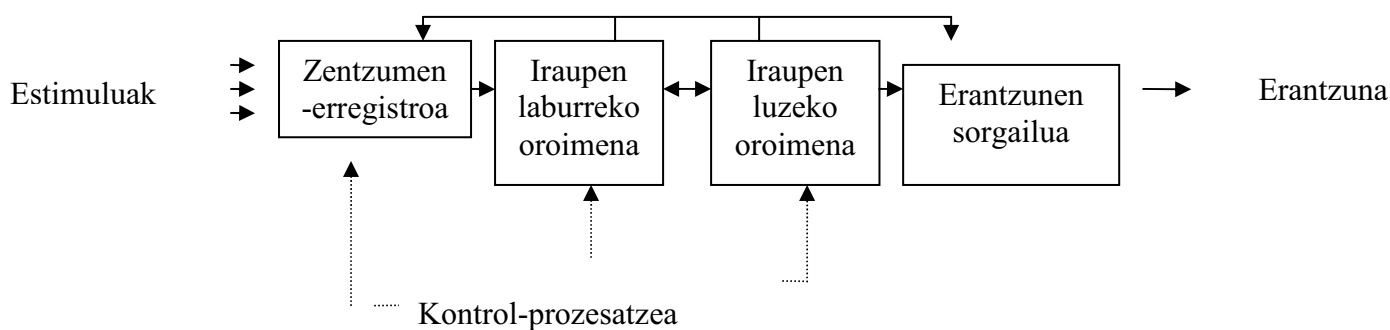 Estimuluak
Zentzumen
-erregistroa
Iraupen
laburreko
oroimena
Iraupen
luzeko
oroimena
Erantzunen
sorgailua
Erantzuna
Kontrol-prozesatzea